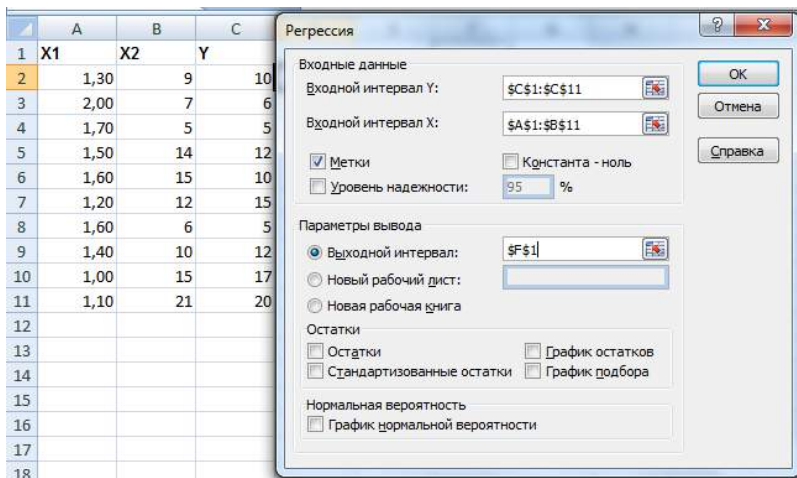 A B C
1 X1 X2 Y
2 1,30 9 10
3 2,00 7 6
4 1,70 5 5
5 1,50 14 12
6 1,60 15 10
7 1,20 12 15
8 1,60 6 5
9 1,40 10 12
10 1,00 15 17
11 1,10 21 20
12
13
14
15
16
17
18
Регрессия
Входные данные
Входной интервал Y: $C$1:$C$11
Входной интервал X: $A$1:$B$11
Метки Константа - ноль
Уровень надежности: 95 %
Параметры вывода
Выходной интервал: $F$1
Новый рабочий лист:
Новая рабочая книга
Остатки
Остатки График остатков
Стандартизованные остатки График подбора
Нормальная вероятность
График нормальной вероятности
?
OK
Отмена
Справка